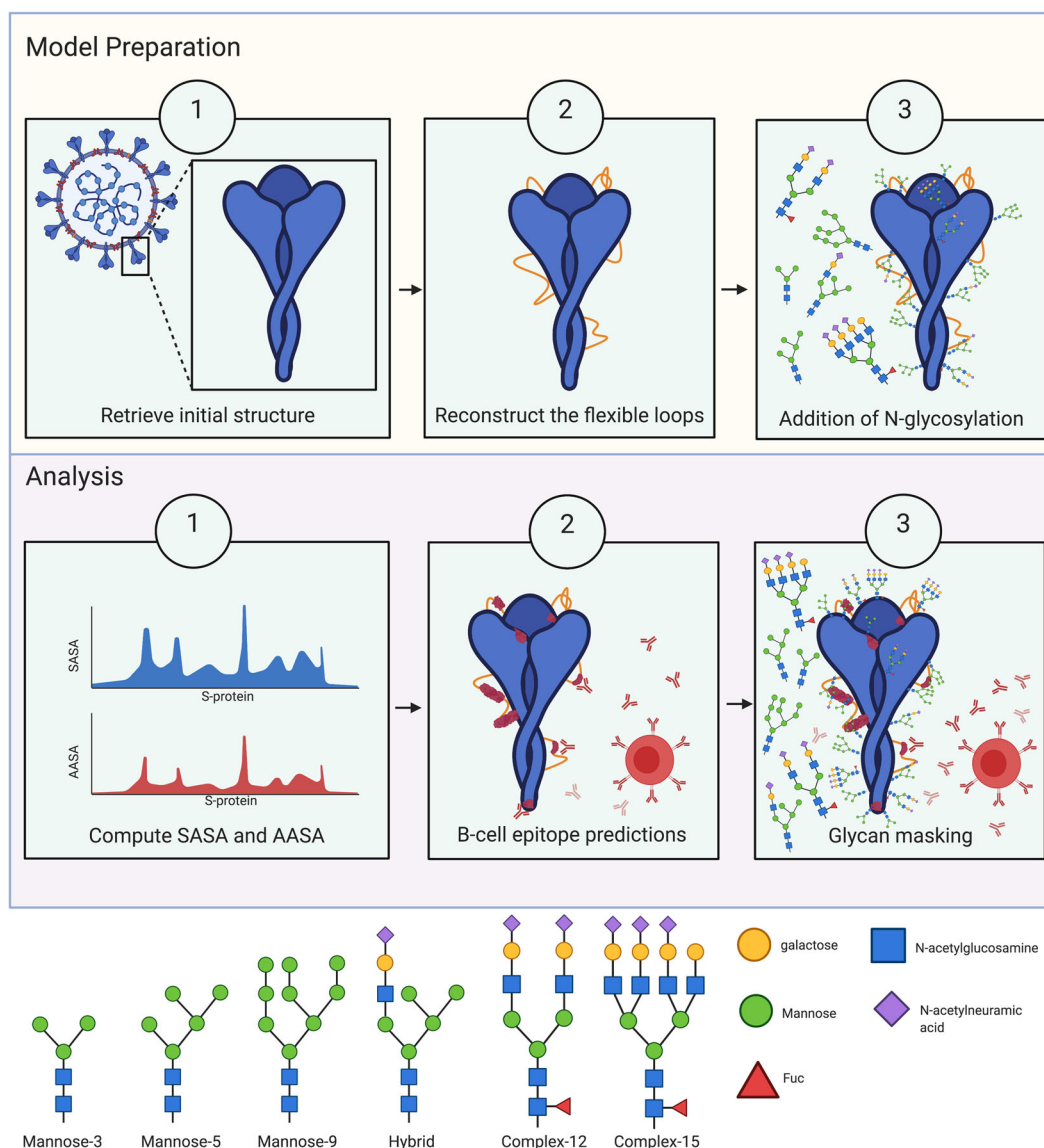 Model Preparation
1
2
3
Retrieve initial structure
Reconstruct the flexible loops
Addition of N-glycosylation
Analysis
1
2
3
SASA
S-protein
AASA
S-protein
Compute SASA and AASA
B-cell epitope predictions
Glycan masking
galactose
N-acetylglucosamine
Mannose
N-acetylneuramic
acid
Fuc
Mannose-3
Mannose-5
Mannose-9
Hybrid
Complex-12
Complex-15